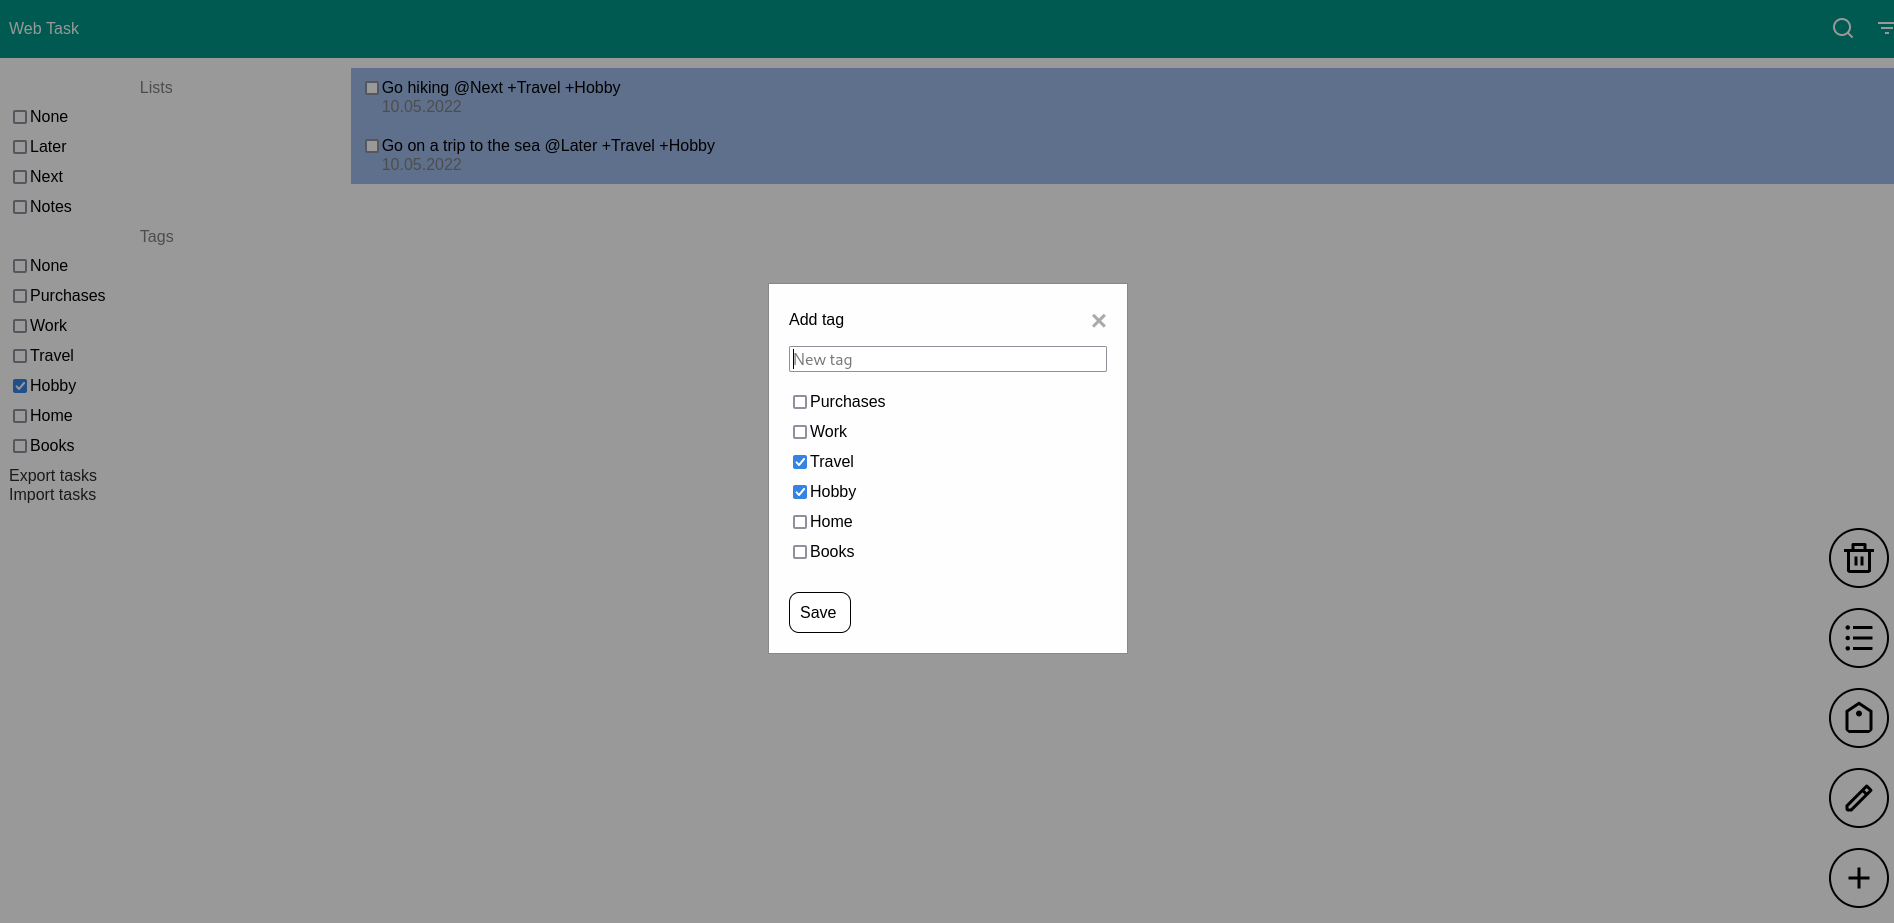 Web Task
Lists
None
Later
Next
Notes
Tags
None
Purchases
Work
Travel
Hobby
Home
Books
Export tasks
Import tasks
Go hiking @Next +Travel +Hobby
10.05.2022
Go on a trip to the sea @Later +Travel +Hobby
10.05.2022
Add tag
New tag
Purchases
Work
Travel
Hobby
Home
Books
Save